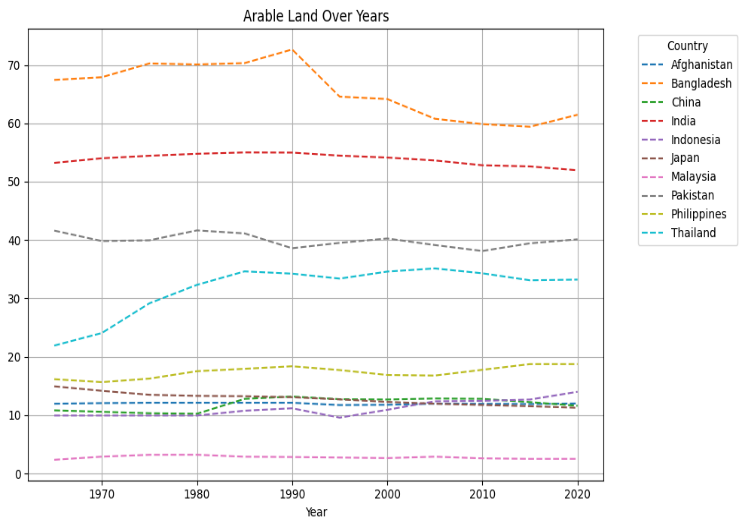 Arable Land Over Years
70
60
50
40
30
20
10
0
1970 1980 1990 2000 2010 2020
Year
Country
Afghanistan
Bangladesh
China
India
Indonesia
Japan
Malaysia
Pakistan
Philippines
Thailand